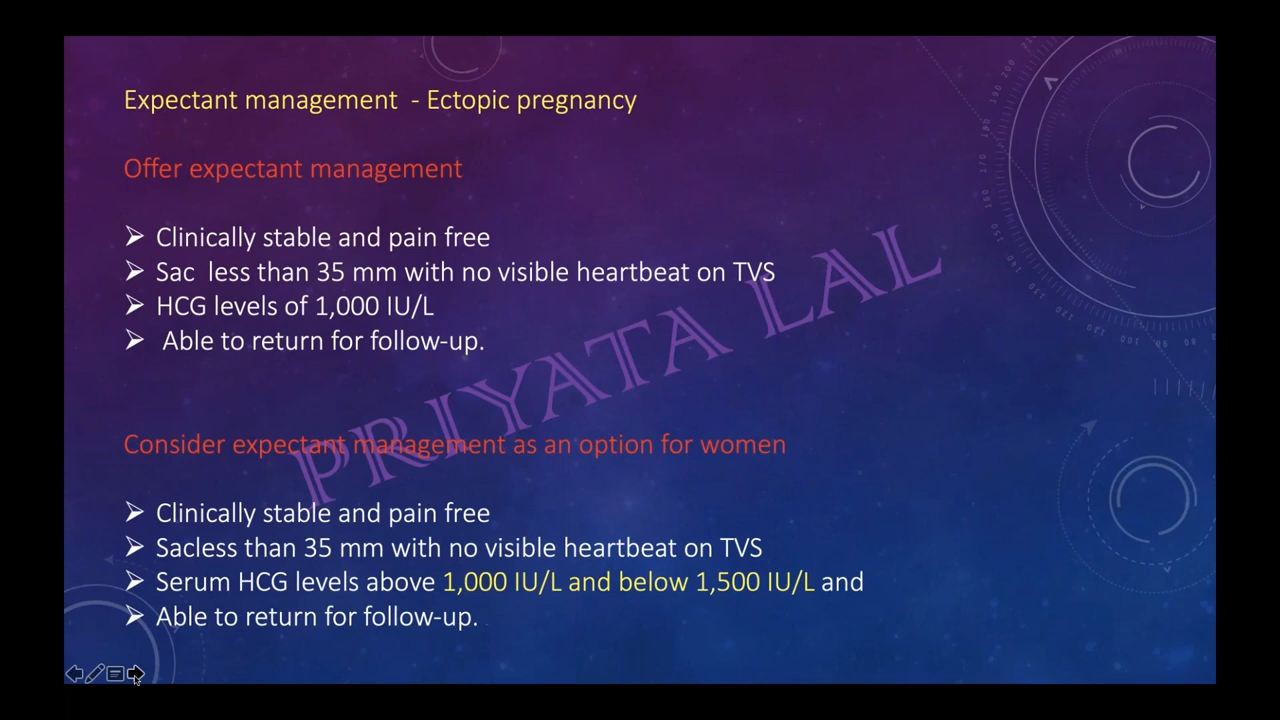 Expectant management - Ectopic pregnancy
Offer expectant management
➢ Clinically stable and pain free
➢ Sac less than 35 mm with no visible heartbeat on TVS
➢ HCG levels of 1,000 IU/L
➢ Able to return for follow-up.
PRIYATA LAL
Consider expectant management as an option for women
➢ Clinically stable and pain free
➢ Sacless than 35 mm with no visible heartbeat on TVS
➢ Serum HCG levels above 1,000 IU/L and below 1,500 IU/L and
➢ Able to return for follow-up.